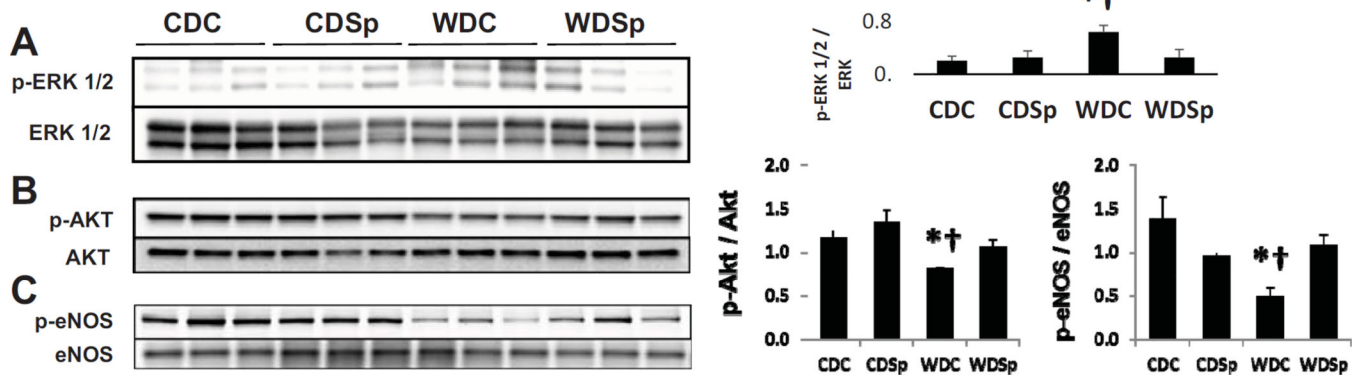 CDC CDSp WDC WDSp
A
p-ERK 1/2
ERK 1/2
B
p-AKT
AKT
C
p-eNOS
eNOS
p-ERK 1/2 /
ERK
0.8
0.
CDC CDSp WDC WDSp
p-Akt / Akt
2.0
1.5
1.0
0.5
0.0
*†
CDC CDSp WDC WDSp
p-eNOS / eNOS
2.0
1.5
1.0
0.5
0.0
*†
CDC CDSp WDC WDSp